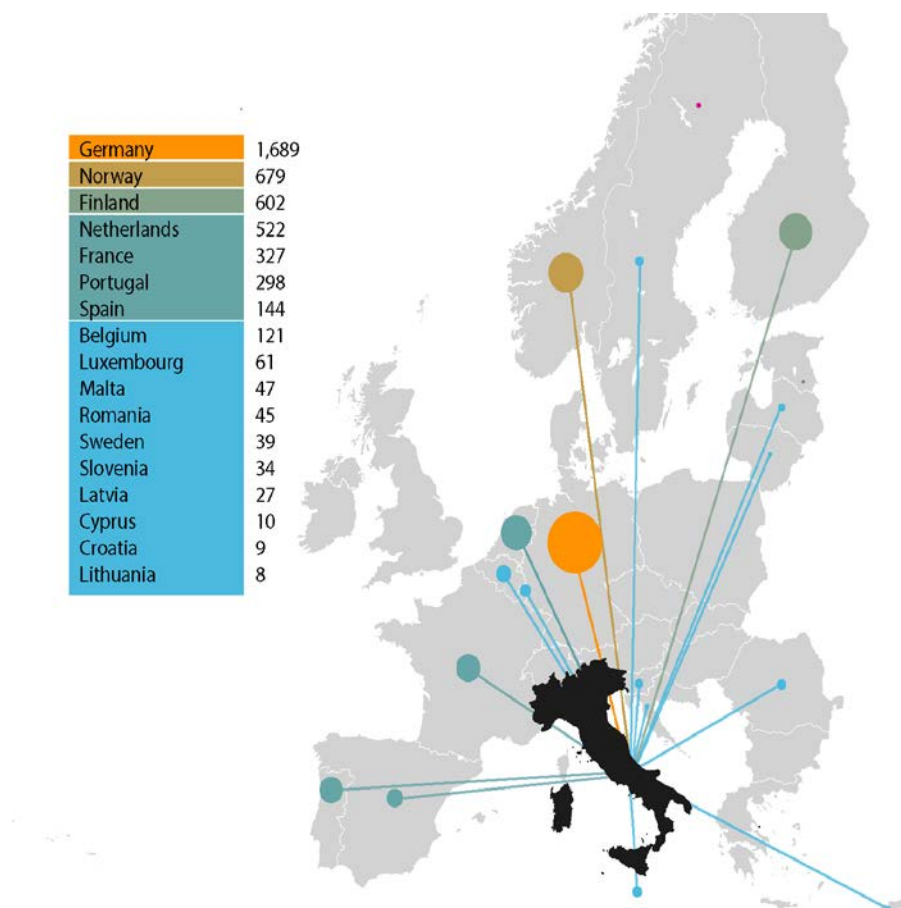 Germany 1,689
Norway 679
Finland 602
Netherlands 522
France 327
Portugal 298
Spain 144
Belgium 121
Luxembourg 61
Malta 47
Romania 45
Sweden 39
Slovenia 34
Latvia 27
Cyprus 10
Croatia 9
Lithuania 8